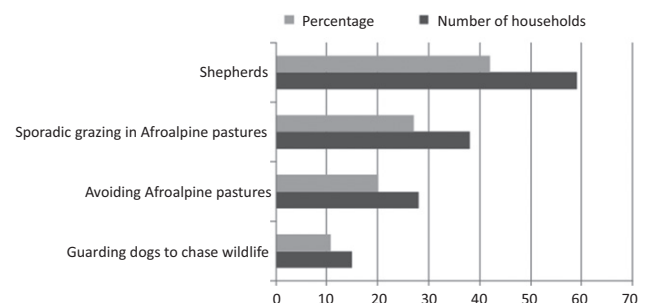 Percentage Number of households
Shepherds
Sporadic grazing in Afroalpine pastures
Avoiding Afroalpine pastures
Guarding dogs to chase wildlife
0 10 20 30 40 50 60 70